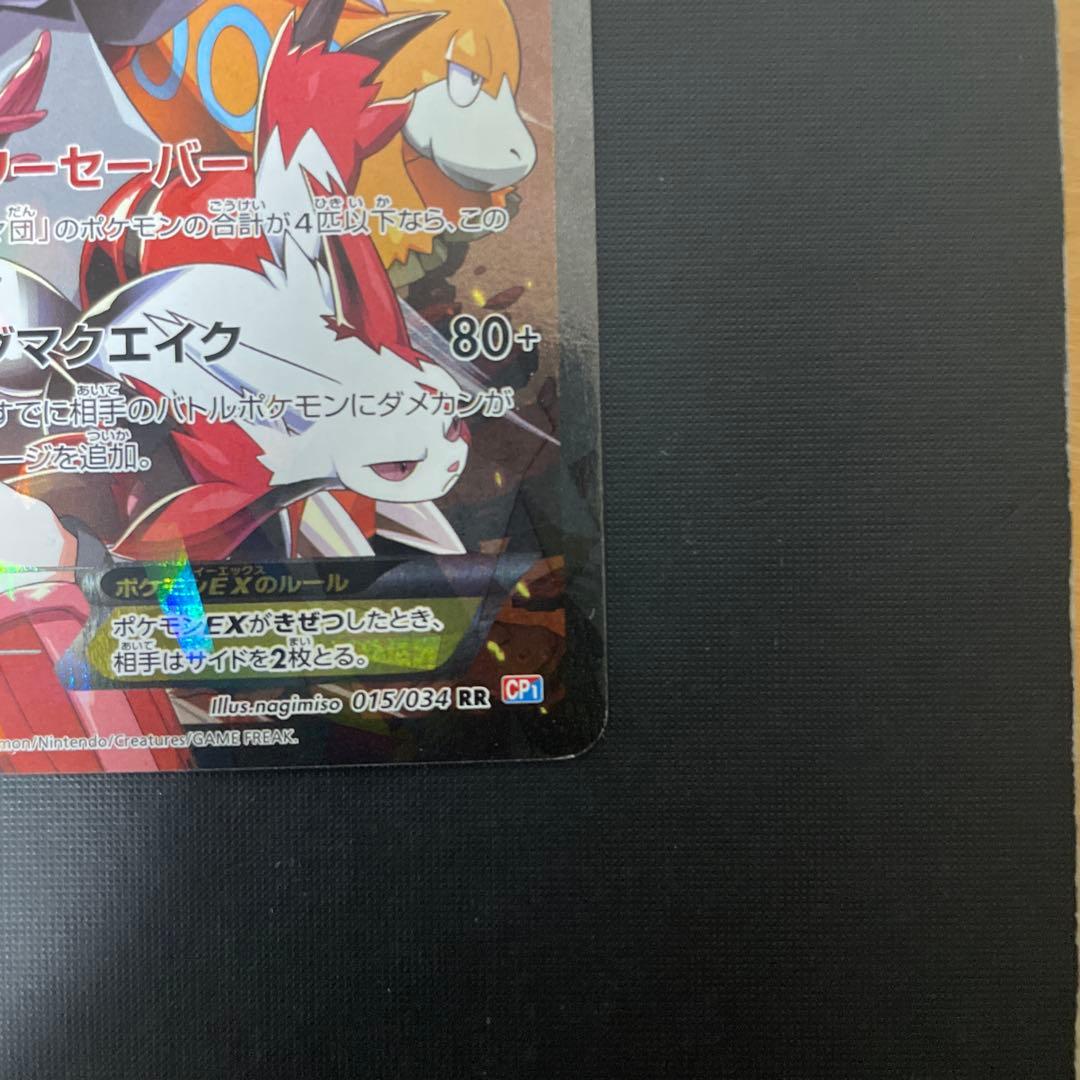 ワーセーバー
団」のポケモンの合計が4匹以下なら、この
グマクエイク 80+
すでに相手のバトルポケモンにダメカンが
ージを追加。
ポケモンEXのルール
ポケモンEXがきぜつしたとき、
相手はサイドを2枚とる。
Illus.nagimiso 015/034 RR CP1
mon/Nintendo/Creatures/GAME FREAK.